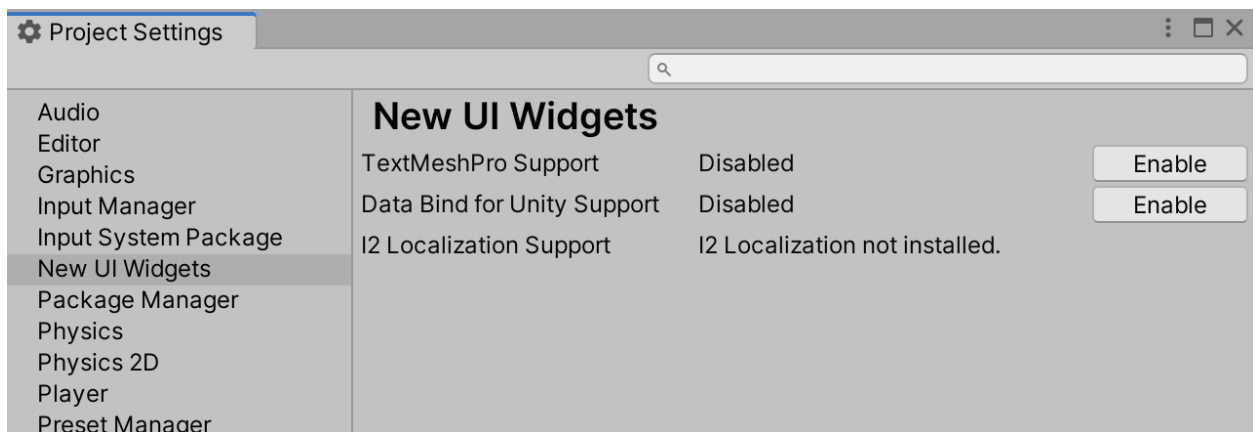 Project Settings
Audio
Editor
Graphics
Input Manager
Input System Package
New UI Widgets
Package Manager
Physics
Physics 2D
Player
Preset Manager
New UI Widgets
TextMeshPro Support Disabled Enable
Data Bind for Unity Support Disabled Enable
I2 Localization Support I2 Localization not installed.